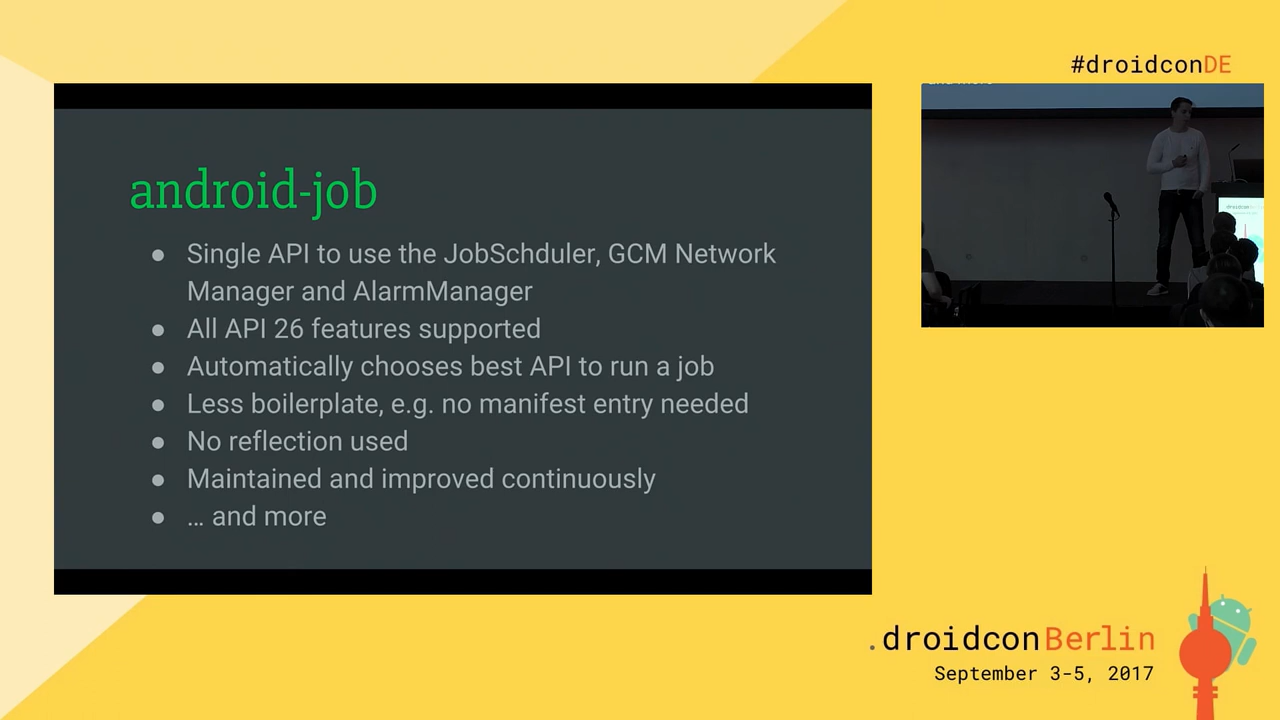 #droidconDE
android-job
● Single API to use the JobSchduler, GCM Network
Manager and AlarmManager
● All API 26 features supported
● Automatically chooses best API to run a job
● Less boilerplate, e.g. no manifest entry needed
● No reflection used
● Maintained and improved continuously
● … and more
.droidconBerlin
September 3-5, 2017